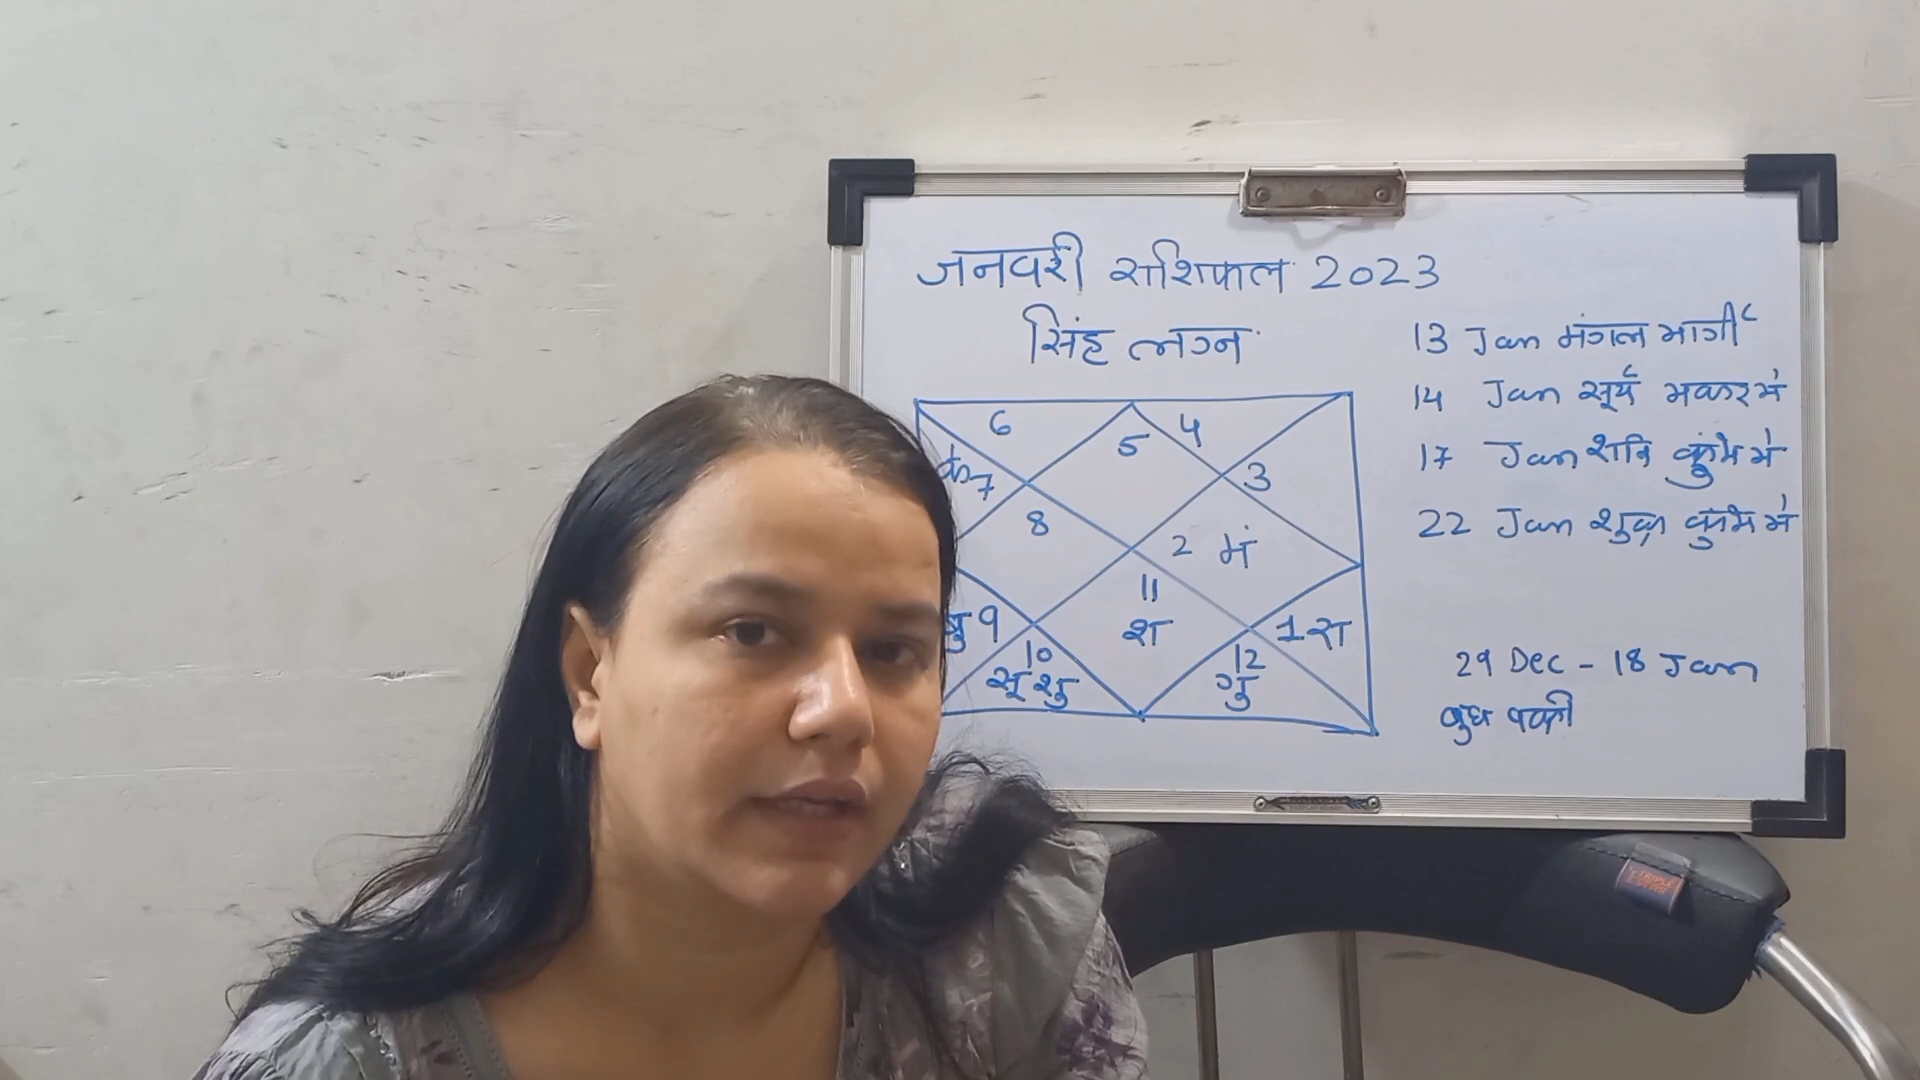 जनवरी राशिफल 2023
सिंह लग्न
13 Jan मंगल मार्गी
14 Jan सूर्य मकर में
17 Jan शनि कुंभ में
22 Jan शुक्र कुंभ में
6
5
4
के 7
3
8
2 मं
11
श
बु 9
1 रा
10
सू शु
12
गु
29 Dec - 18 Jan
बुध वक्री